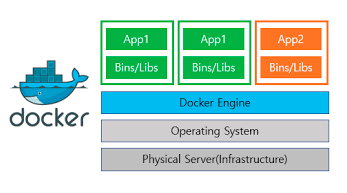 App1
App1
App2
Bins/Libs
Bins/Libs
Bins/Libs
docker
Docker Engine
Operating System
Physical Server(Infrastructure)